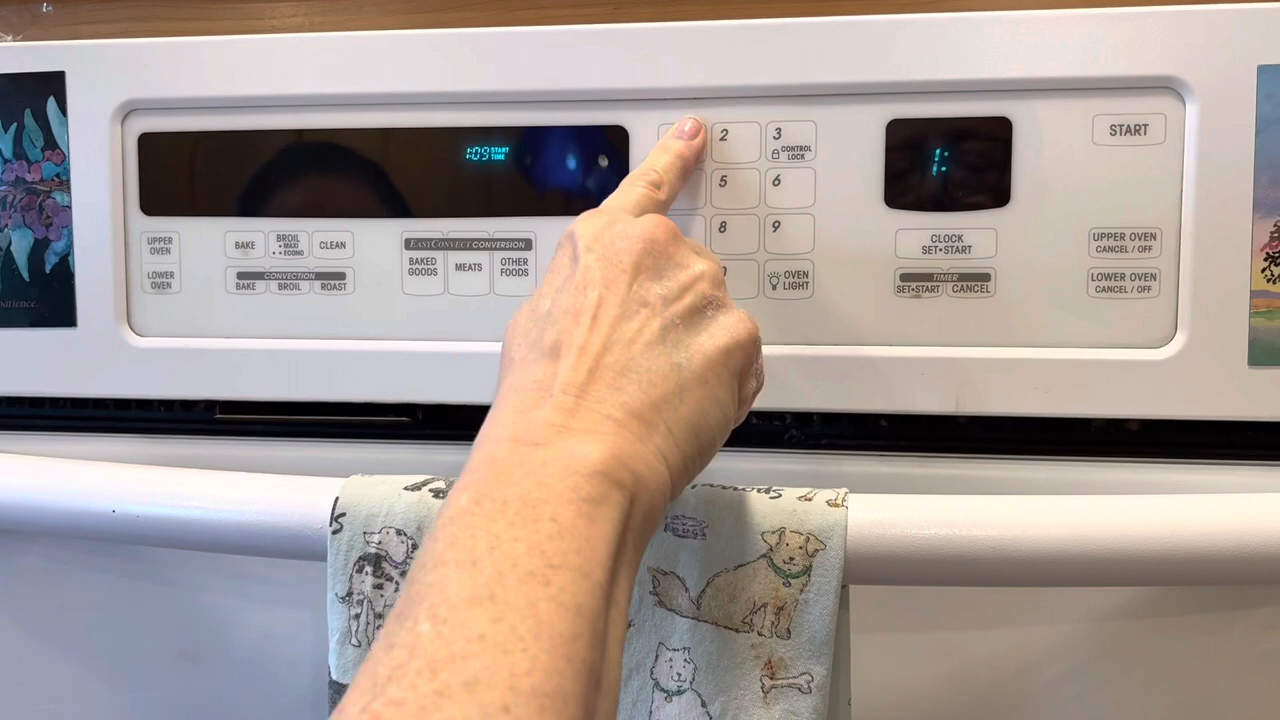 1:09 START
TIME
2
3
CONTROL
LOCK
1:
START
5
6
8
9
UPPER
OVEN
LOWER
OVEN
BAKE
BROIL
• MAXI
• • ECONO
CLEAN
CONVECTION
BAKE
BROIL
ROAST
EASYCONVECT CONVERSION
BAKED
GOODS
MEATS
OTHER
FOODS
OVEN
LIGHT
CLOCK
SET•START
TIMER
SET•START
CANCEL
UPPER OVEN
CANCEL / OFF
LOWER OVEN
CANCEL / OFF
patience.
DOGS